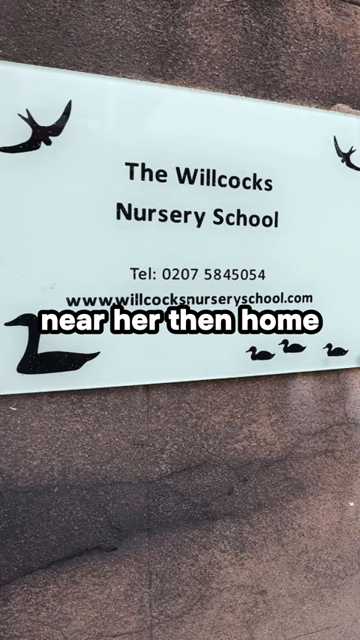 The Willcocks
Nursery School
Tel: 0207 5845054
www.willcocksnurseryschool.com
near her then home